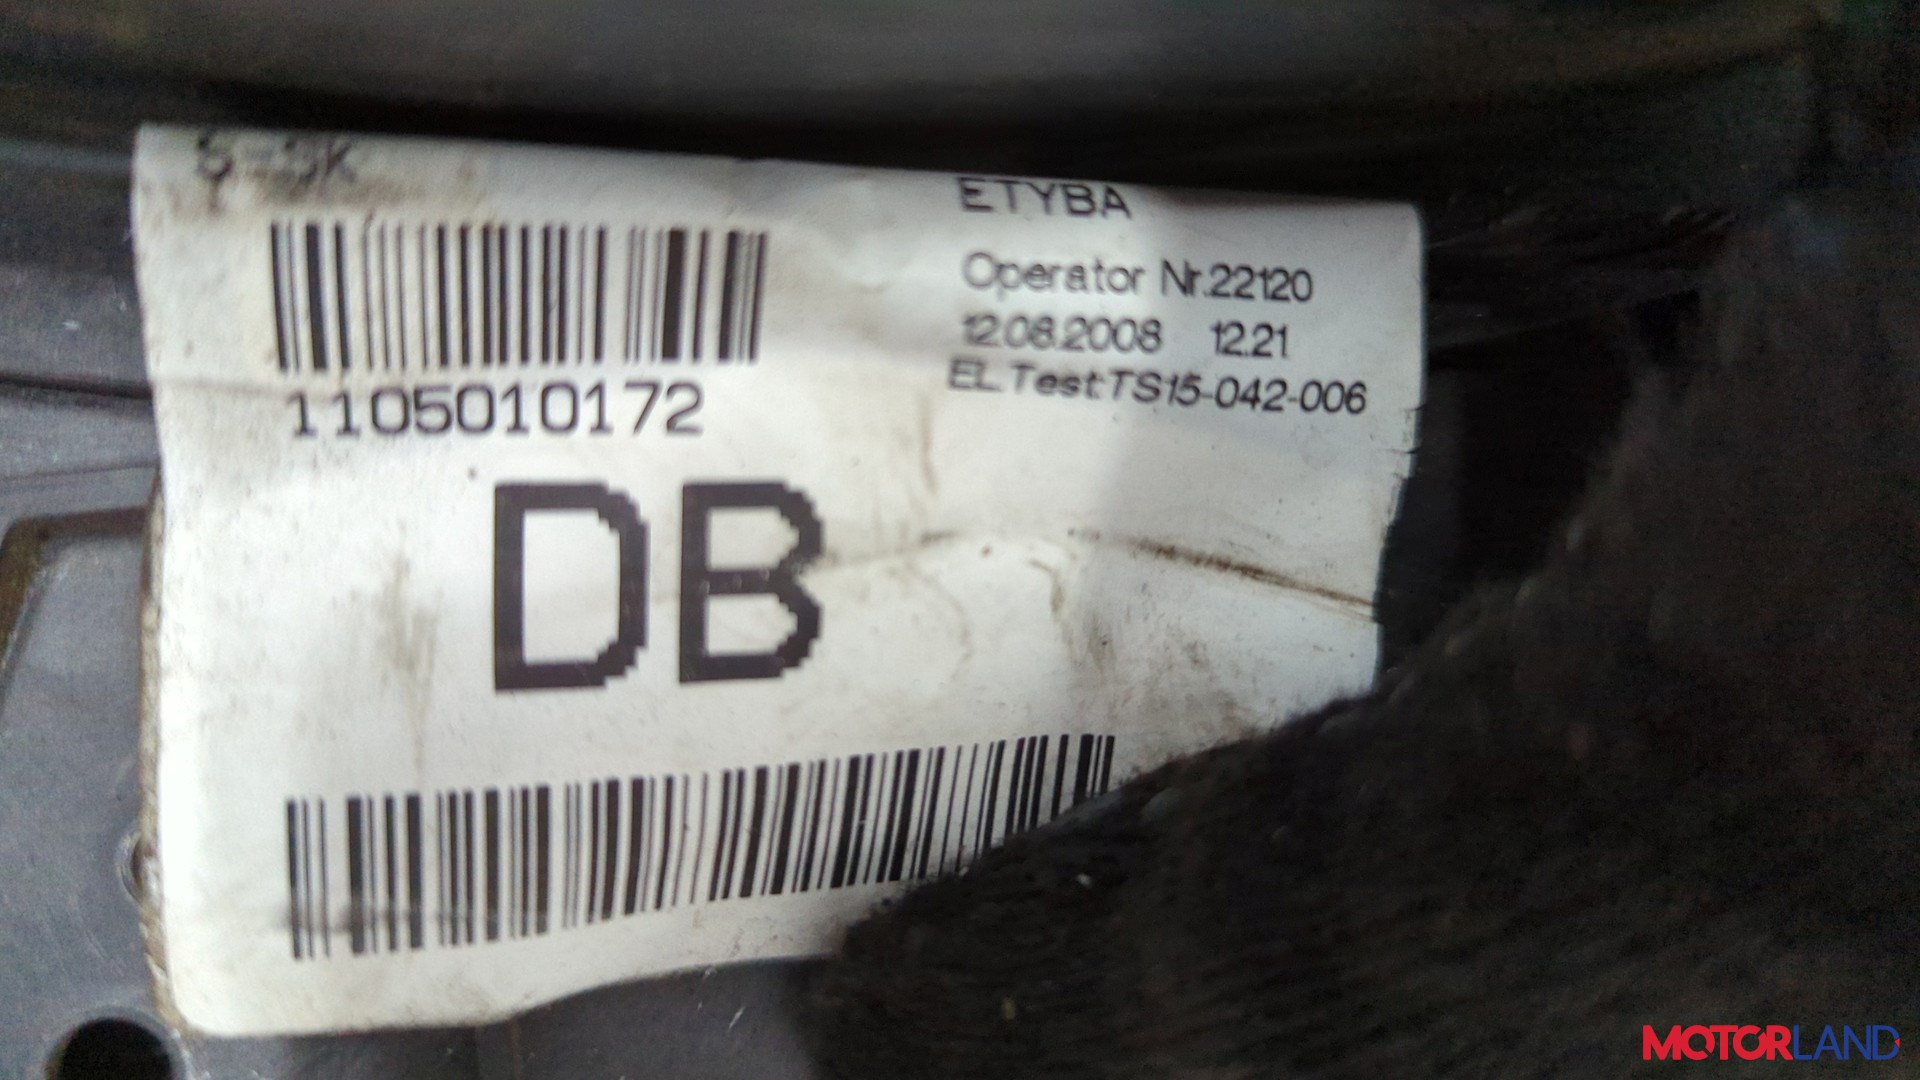 ETYBA
Operator Nr.22120
12.08.2008 12.21
EL Test:TS15-042-006
1105010172
DB
MOTORLAND